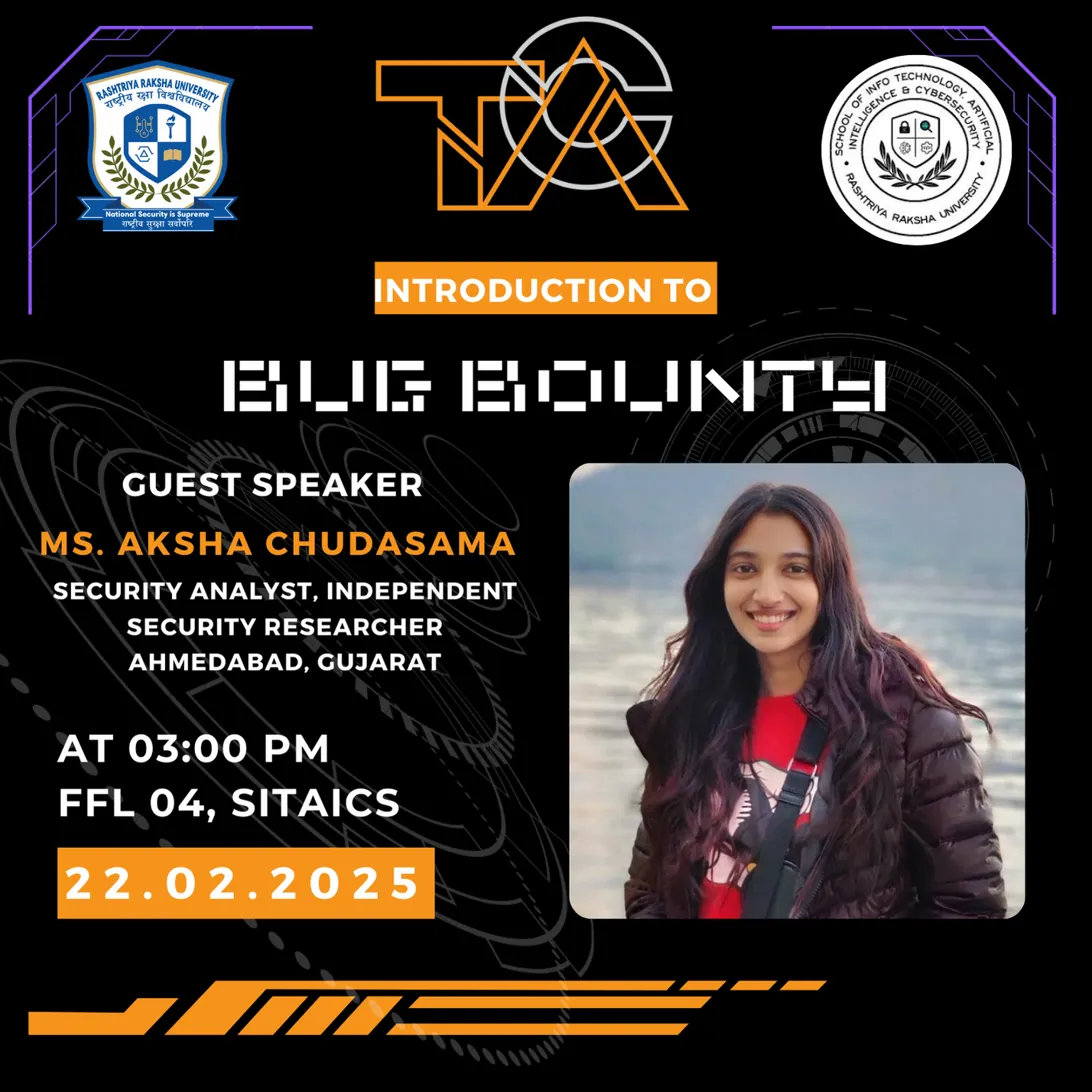 RASHTRIYA RAKSHA UNIVERSITY
राष्ट्रीय रक्षा विश्वविद्यालय
National Security is Supreme
राष्ट्रीय सुरक्षा सर्वोपरि
TAC
SCHOOL OF INFO TECHNOLOGY, ARTIFICIAL
INTELLIGENCE & CYBERSECURITY
• RASHTRIYA RAKSHA UNIVERSITY •
INTRODUCTION TO
BUG BOUNTY
GUEST SPEAKER
MS. AKSHA CHUDASAMA
SECURITY ANALYST, INDEPENDENT
SECURITY RESEARCHER
AHMEDABAD, GUJARAT
AT 03:00 PM
FFL 04, SITAICS
22.02.2025